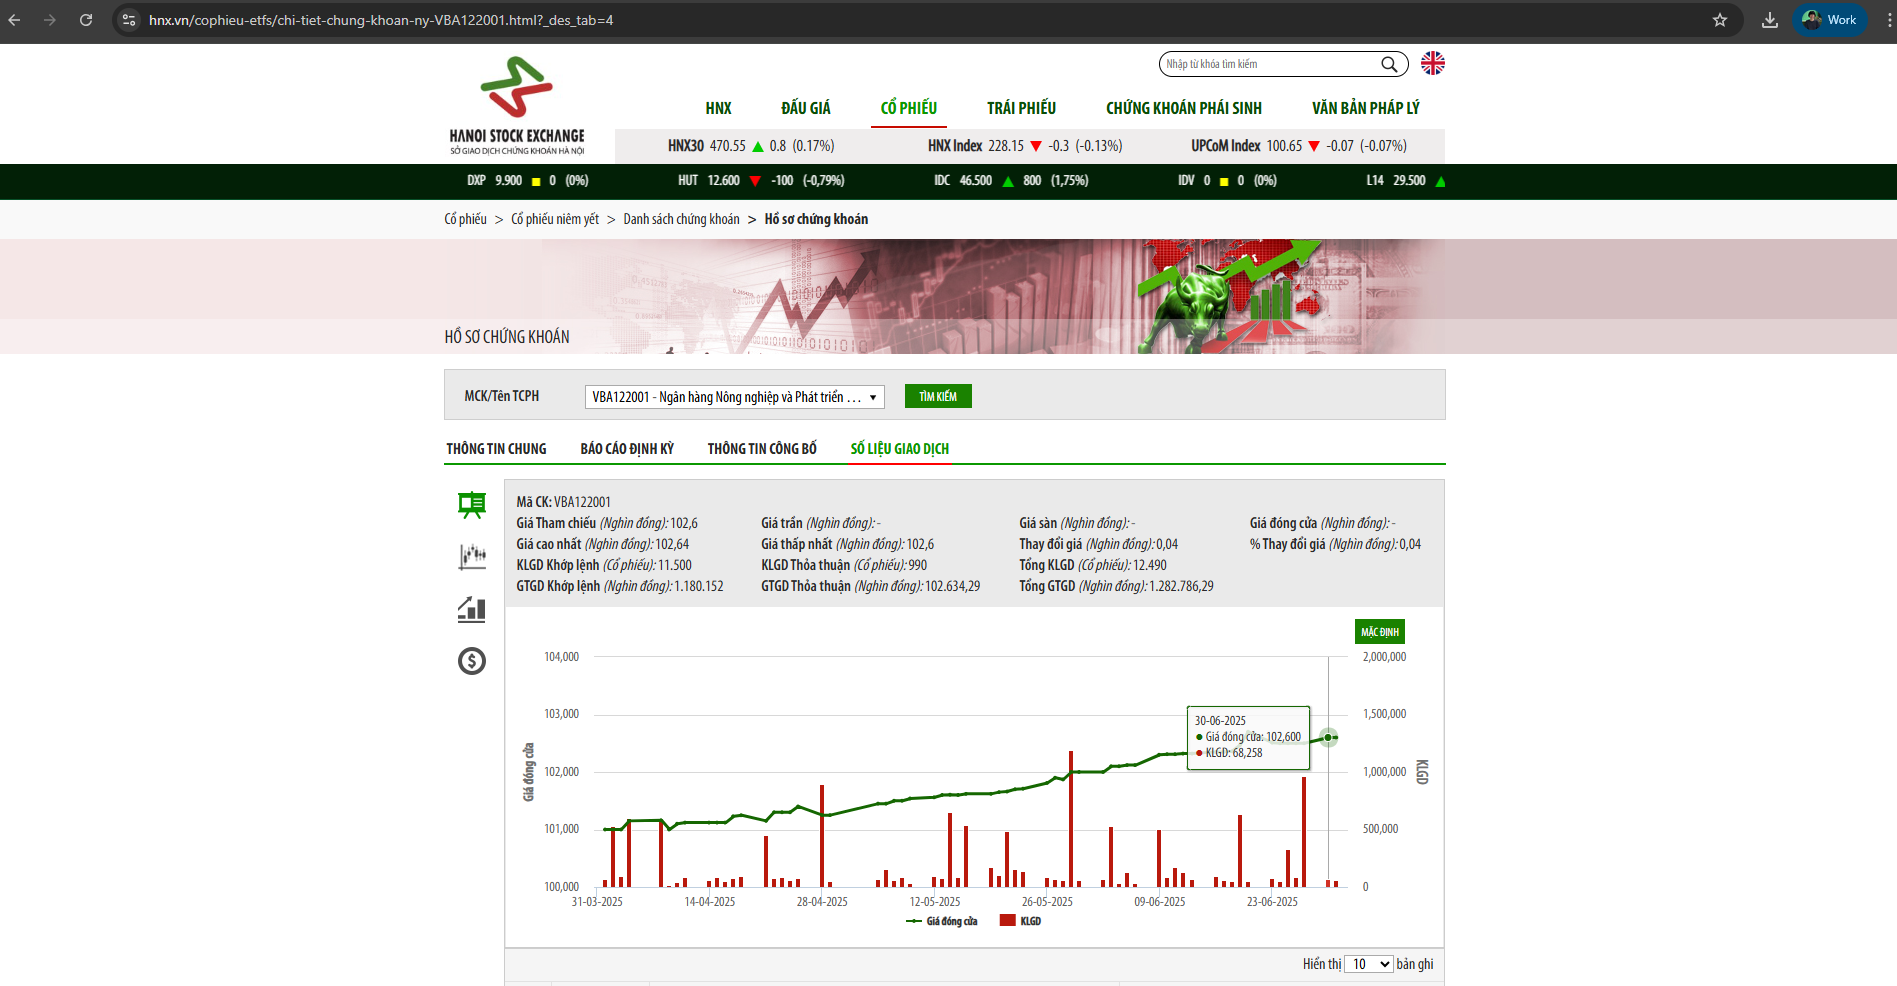 hnx.vn/cophieu-etfs/chi-tiet-chung-khoan-ny-VBA122001.html?_des_tab=4
Work
HANOI STOCK EXCHANGE
SỞ GIAO DỊCH CHỨNG KHOÁN HÀ NỘI
Nhập từ khóa tìm kiếm
HNX ĐẤU GIÁ CỔ PHIẾU TRÁI PHIẾU CHỨNG KHOÁN PHÁI SINH VĂN BẢN PHÁP LÝ
HNX30 470.55 ▲ 0.8 (0.17%) HNX Index 228.15 ▼ -0.3 (-0.13%) UPCoM Index 100.65 ▼ -0.07 (-0.07%)
DXP 9.900 ■ 0 (0%) HUT 12.600 ▼ -100 (-0,79%) IDC 46.500 ▲ 800 (1,75%) IDV 0 ■ 0 (0%) L14 29.500 ▲
Cổ phiếu > Cổ phiếu niêm yết > Danh sách chứng khoán > Hồ sơ chứng khoán
HỒ SƠ CHỨNG KHOÁN
MCK/Tên TCPH VBA122001 - Ngân hàng Nông nghiệp và Phát triển ... TÌM KIẾM
THÔNG TIN CHUNG BÁO CÁO ĐỊNH KỲ THÔNG TIN CÔNG BỐ SỐ LIỆU GIAO DỊCH
Mã CK: VBA122001
Giá Tham chiếu (Nghìn đồng): 102,6 Giá trần (Nghìn đồng): - Giá sàn (Nghìn đồng): - Giá đóng cửa (Nghìn đồng): -
Giá cao nhất (Nghìn đồng): 102,64 Giá thấp nhất (Nghìn đồng): 102,6 Thay đổi giá (Nghìn đồng): 0,04 % Thay đổi giá (Nghìn đồng): 0,04
KLGD Khớp lệnh (Cổ phiếu): 11.500 KLGD Thỏa thuận (Cổ phiếu): 990 Tổng KLGD (Cổ phiếu): 12.490
GTGD Khớp lệnh (Nghìn đồng): 1.180.152 GTGD Thỏa thuận (Nghìn đồng): 102.634,29 Tổng GTGD (Nghìn đồng): 1.282.786,29
MẶC ĐỊNH
104,000 2,000,000
103,000 1,500,000
102,000 1,000,000
101,000 500,000
100,000 0
Giá đóng cửa
KLGD
30-06-2025
Giá đóng cửa: 102,600
KLGD: 68,258
31-03-2025 14-04-2025 28-04-2025 12-05-2025 26-05-2025 09-06-2025 23-06-2025
Giá đóng cửa KLGD
Hiển thị 10 bản ghi